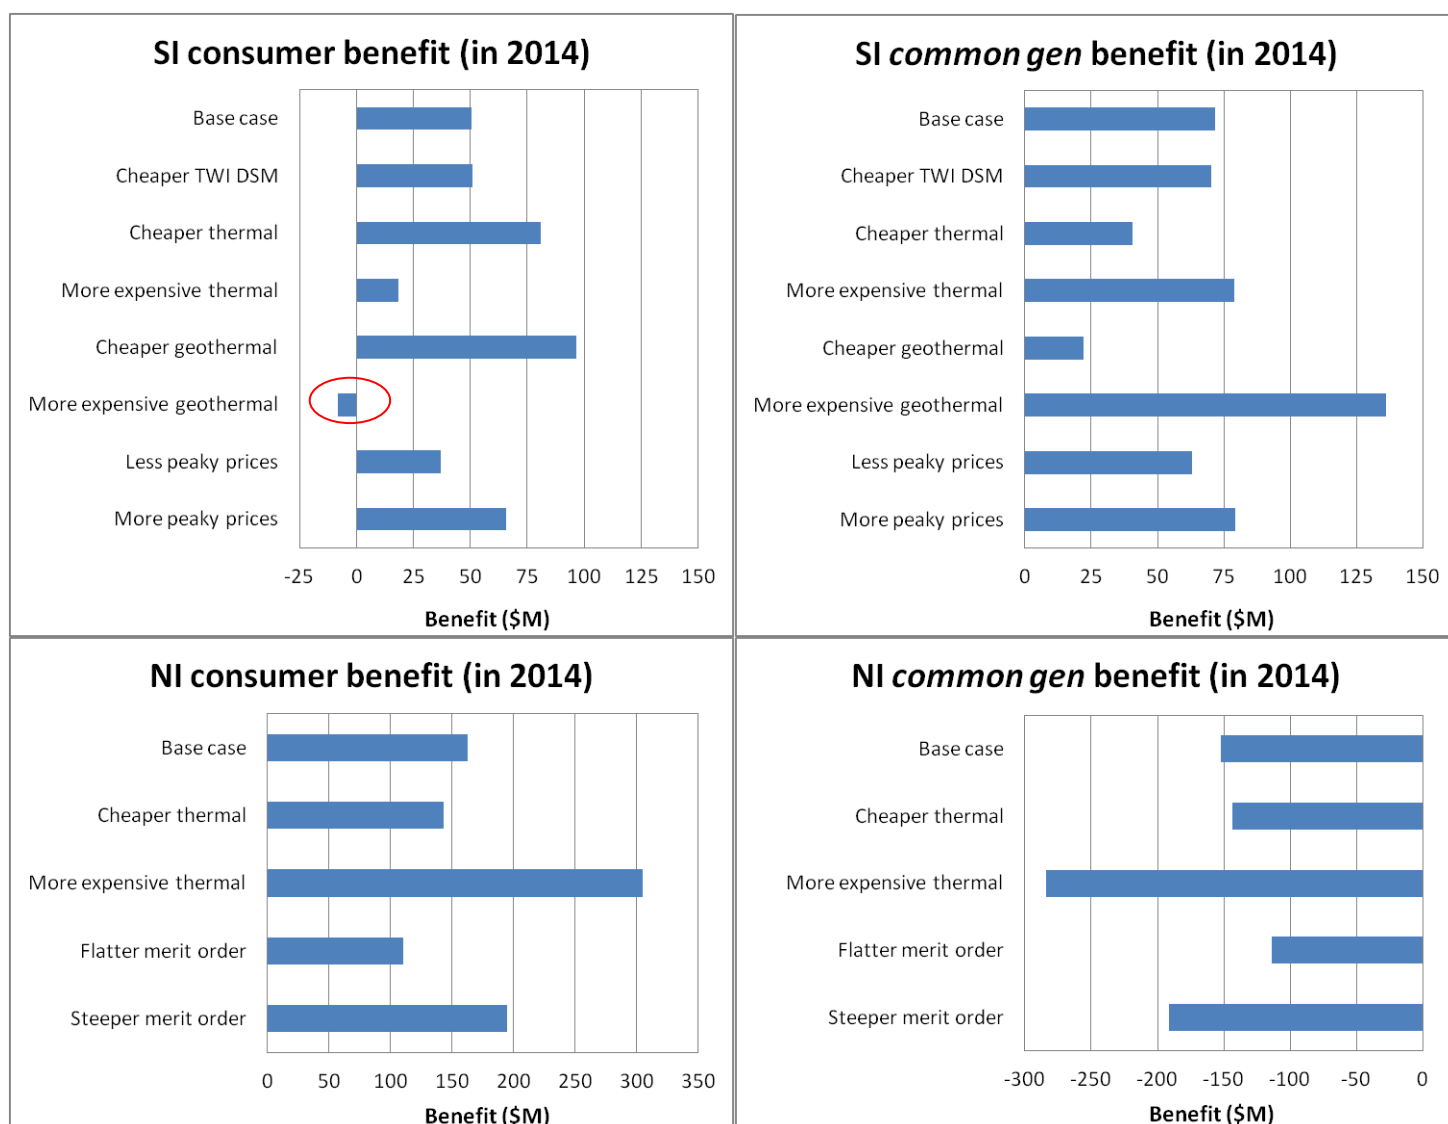 SI consumer benefit (in 2014)
Base case
Cheaper TWI DSM
Cheaper thermal
More expensive thermal
Cheaper geothermal
More expensive geothermal
Less peaky prices
More peaky prices
-25 0 25 50 75 100 125 150
Benefit ($M)
SI common gen benefit (in 2014)
Base case
Cheaper TWI DSM
Cheaper thermal
More expensive thermal
Cheaper geothermal
More expensive geothermal
Less peaky prices
More peaky prices
0 25 50 75 100 125 150
Benefit ($M)
NI consumer benefit (in 2014)
Base case
Cheaper thermal
More expensive thermal
Flatter merit order
Steeper merit order
0 50 100 150 200 250 300 350
Benefit ($M)
NI common gen benefit (in 2014)
Base case
Cheaper thermal
More expensive thermal
Flatter merit order
Steeper merit order
-300 -250 -200 -150 -100 -50 0
Benefit ($M)